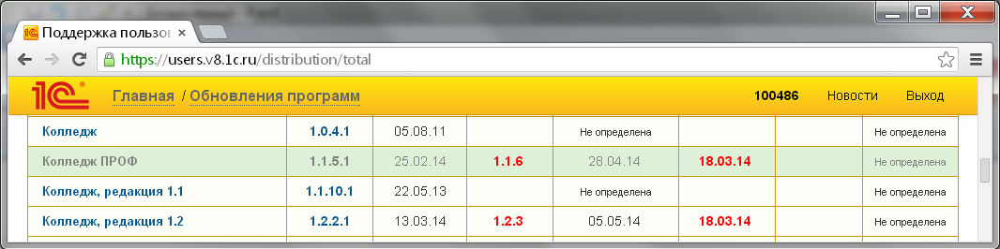 Поддержка пользов
https://users.v8.1c.ru/distribution/total
1С Главная / Обновления программ 100486 Новости Выход
Колледж 1.0.4.1 05.08.11 Не определена Не определена
Колледж ПРОФ 1.1.5.1 25.02.14 1.1.6 28.04.14 18.03.14 Не определена
Колледж, редакция 1.1 1.1.10.1 22.05.13 Не определена Не определена
Колледж, редакция 1.2 1.2.2.1 13.03.14 1.2.3 05.05.14 18.03.14 Не определена